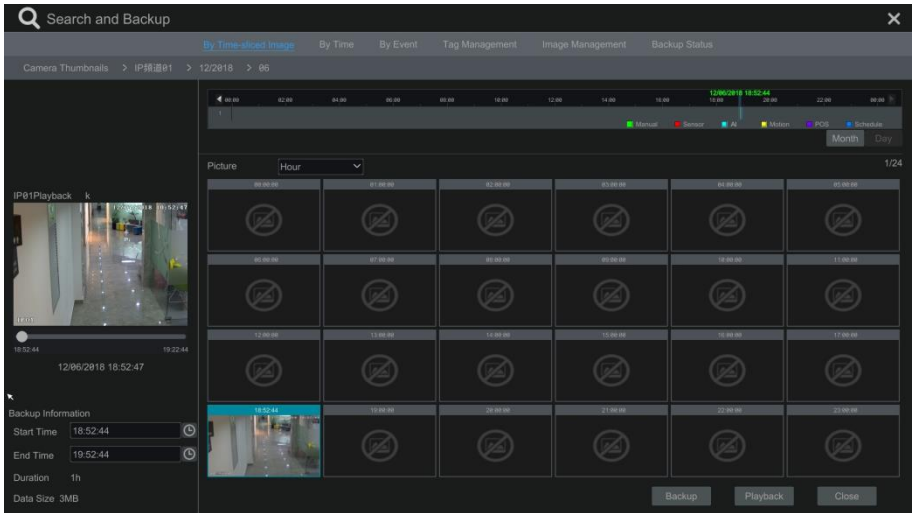 Search and Backup
By Time-sliced Image By Time By Event Tag Management Image Management Backup Status
Camera Thumbnails > IP頻道01 > 12/2018 > 06
12/06/2018 18:52:44
00:00 02:00 04:00 06:00 12:00 14:00 16:00 18:00 20:00 22:00 00:00
1
Manual Sensor AI Motion POS Schedule
Month Day
Picture Hour 1/24
IP01Playback k
00:00:00 01:00:00 02:00:00 03:00:00 04:00:00 05:00:00
06:00:00 07:00:00 08:00:00 09:00:00 10:00:00 11:00:00
12:00:00 13:00:00 14:00:00 15:00:00 16:00:00 17:00:00
18:52:44 19:22:44
12/06/2018 18:52:47
18:52:44 19:00:00 20:00:00 21:00:00 22:00:00 23:00:00
Backup Information
Start Time 18:52:44
End Time 19:52:44
Duration 1h
Data Size 3MB
Backup Playback Close